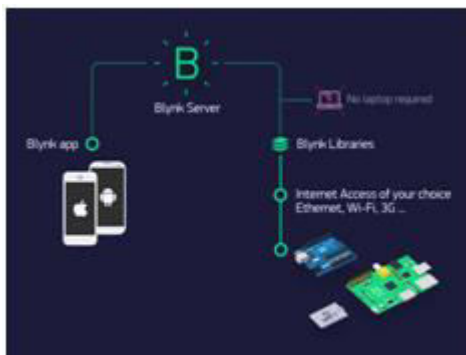 B
Blynk Server
No laptop required
Blynk app
Blynk Libraries
Internet Access of your choice
Ethernet, Wi-Fi, 3G ...